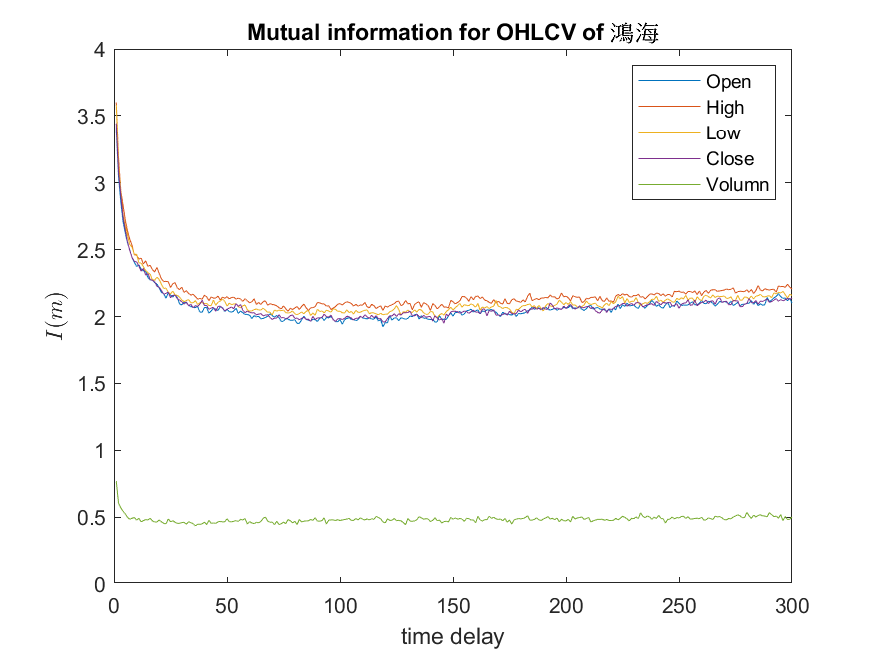 Mutual information for OHLCV of 鴻海
4
3.5
3
2.5
2
1.5
1
0.5
0
I(m)
0 50 100 150 200 250 300
time delay
Open
High
Low
Close
Volumn